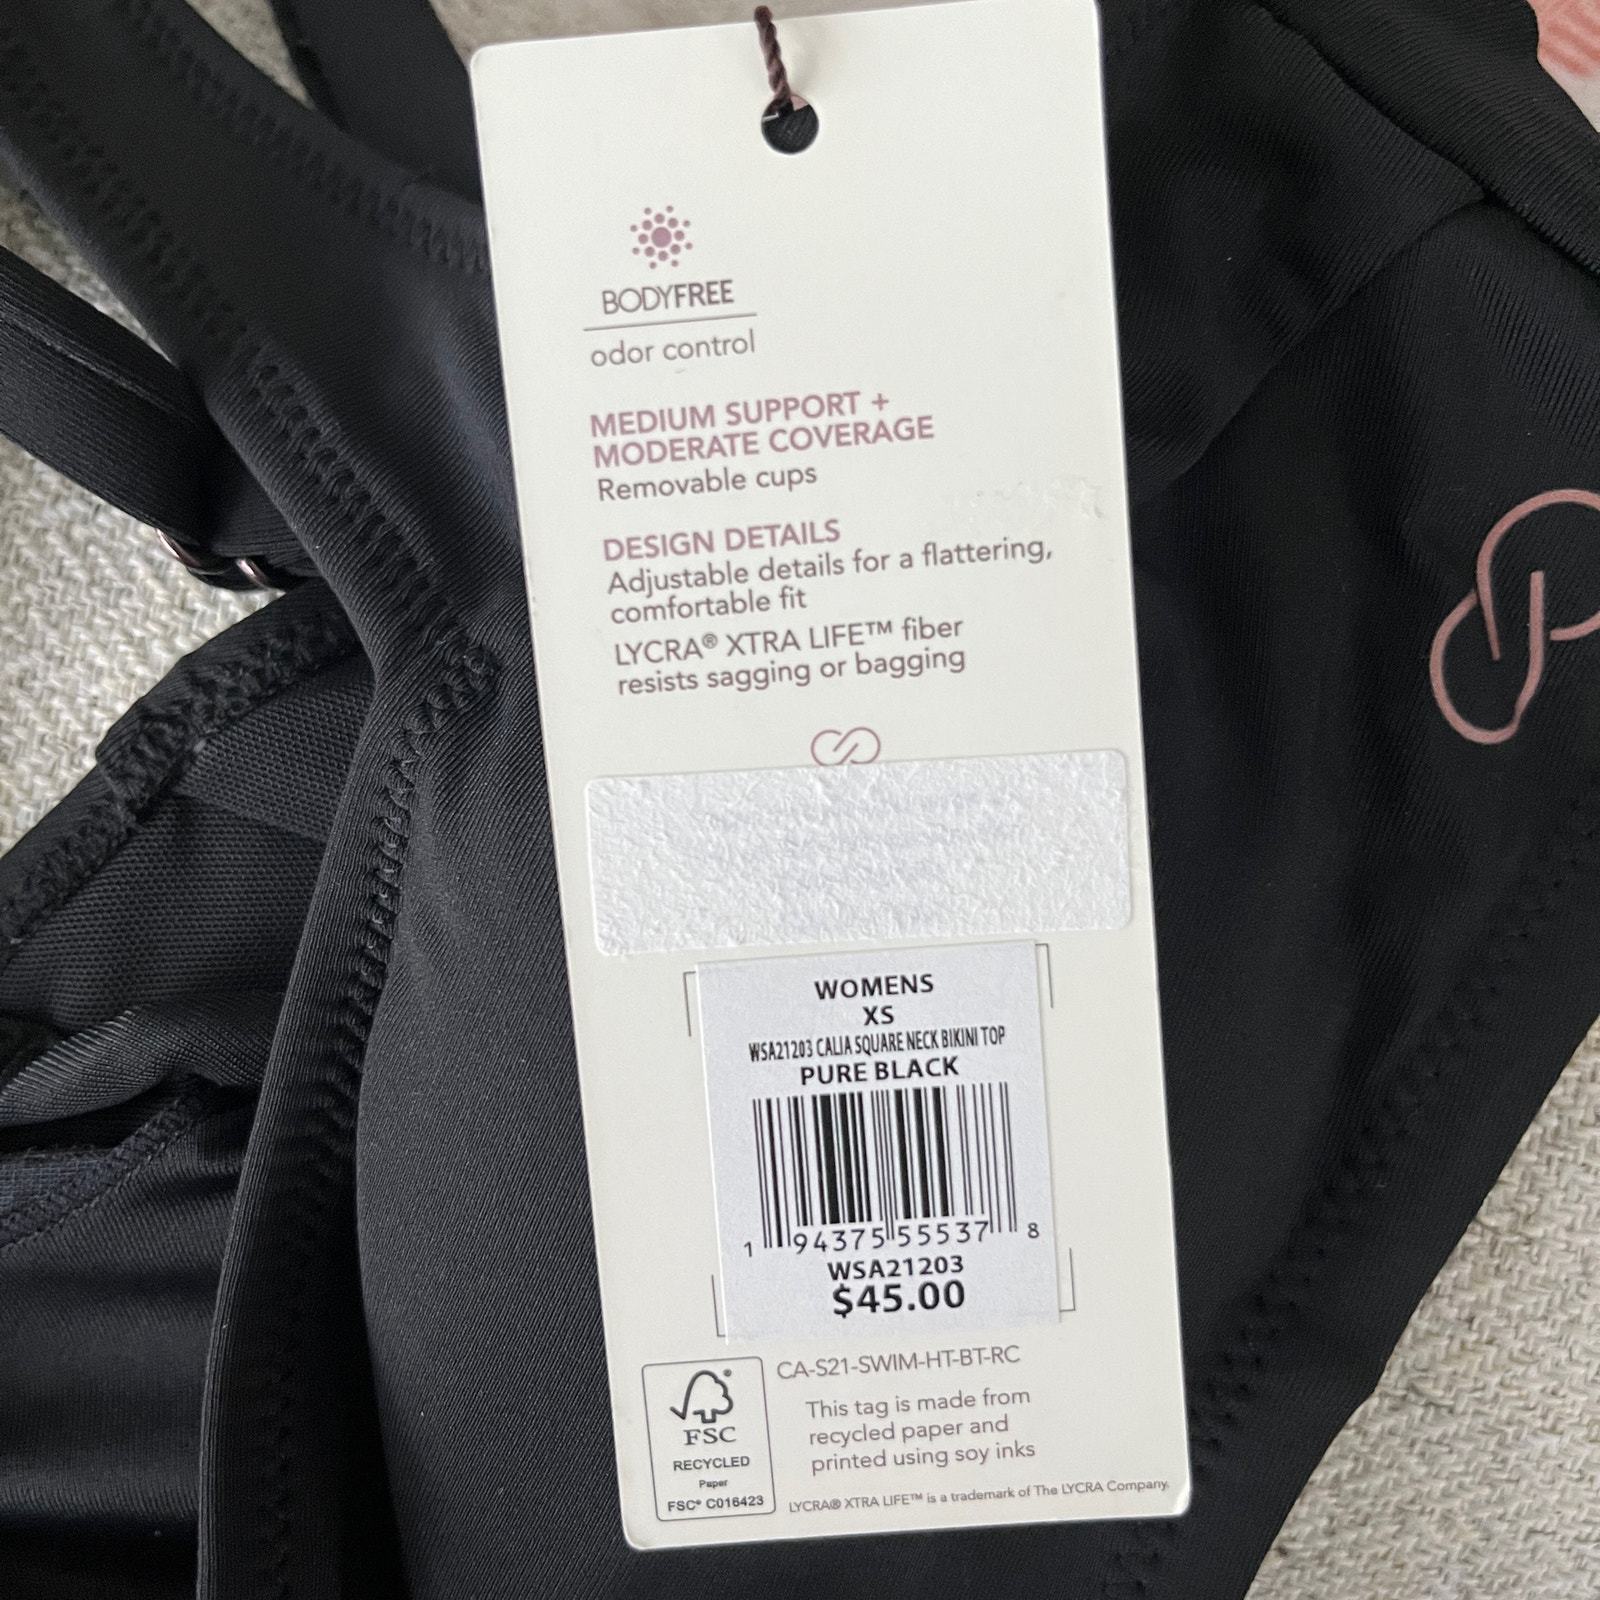 BODYFREE
odor control
MEDIUM SUPPORT +
MODERATE COVERAGE
Removable cups
DESIGN DETAILS
Adjustable details for a flattering,
comfortable fit
LYCRA® XTRA LIFE™ fiber
resists sagging or bagging
WOMENS
XS
WSA21203 CALIA SQUARE NECK BIKINI TOP
PURE BLACK
1 94375 55537 8
WSA21203
$45.00
CA-S21-SWIM-HT-BT-RC
This tag is made from
recycled paper and
printed using soy inks
FSC
RECYCLED
Paper
FSC® C016423
LYCRA® XTRA LIFE™ is a trademark of The LYCRA Company.